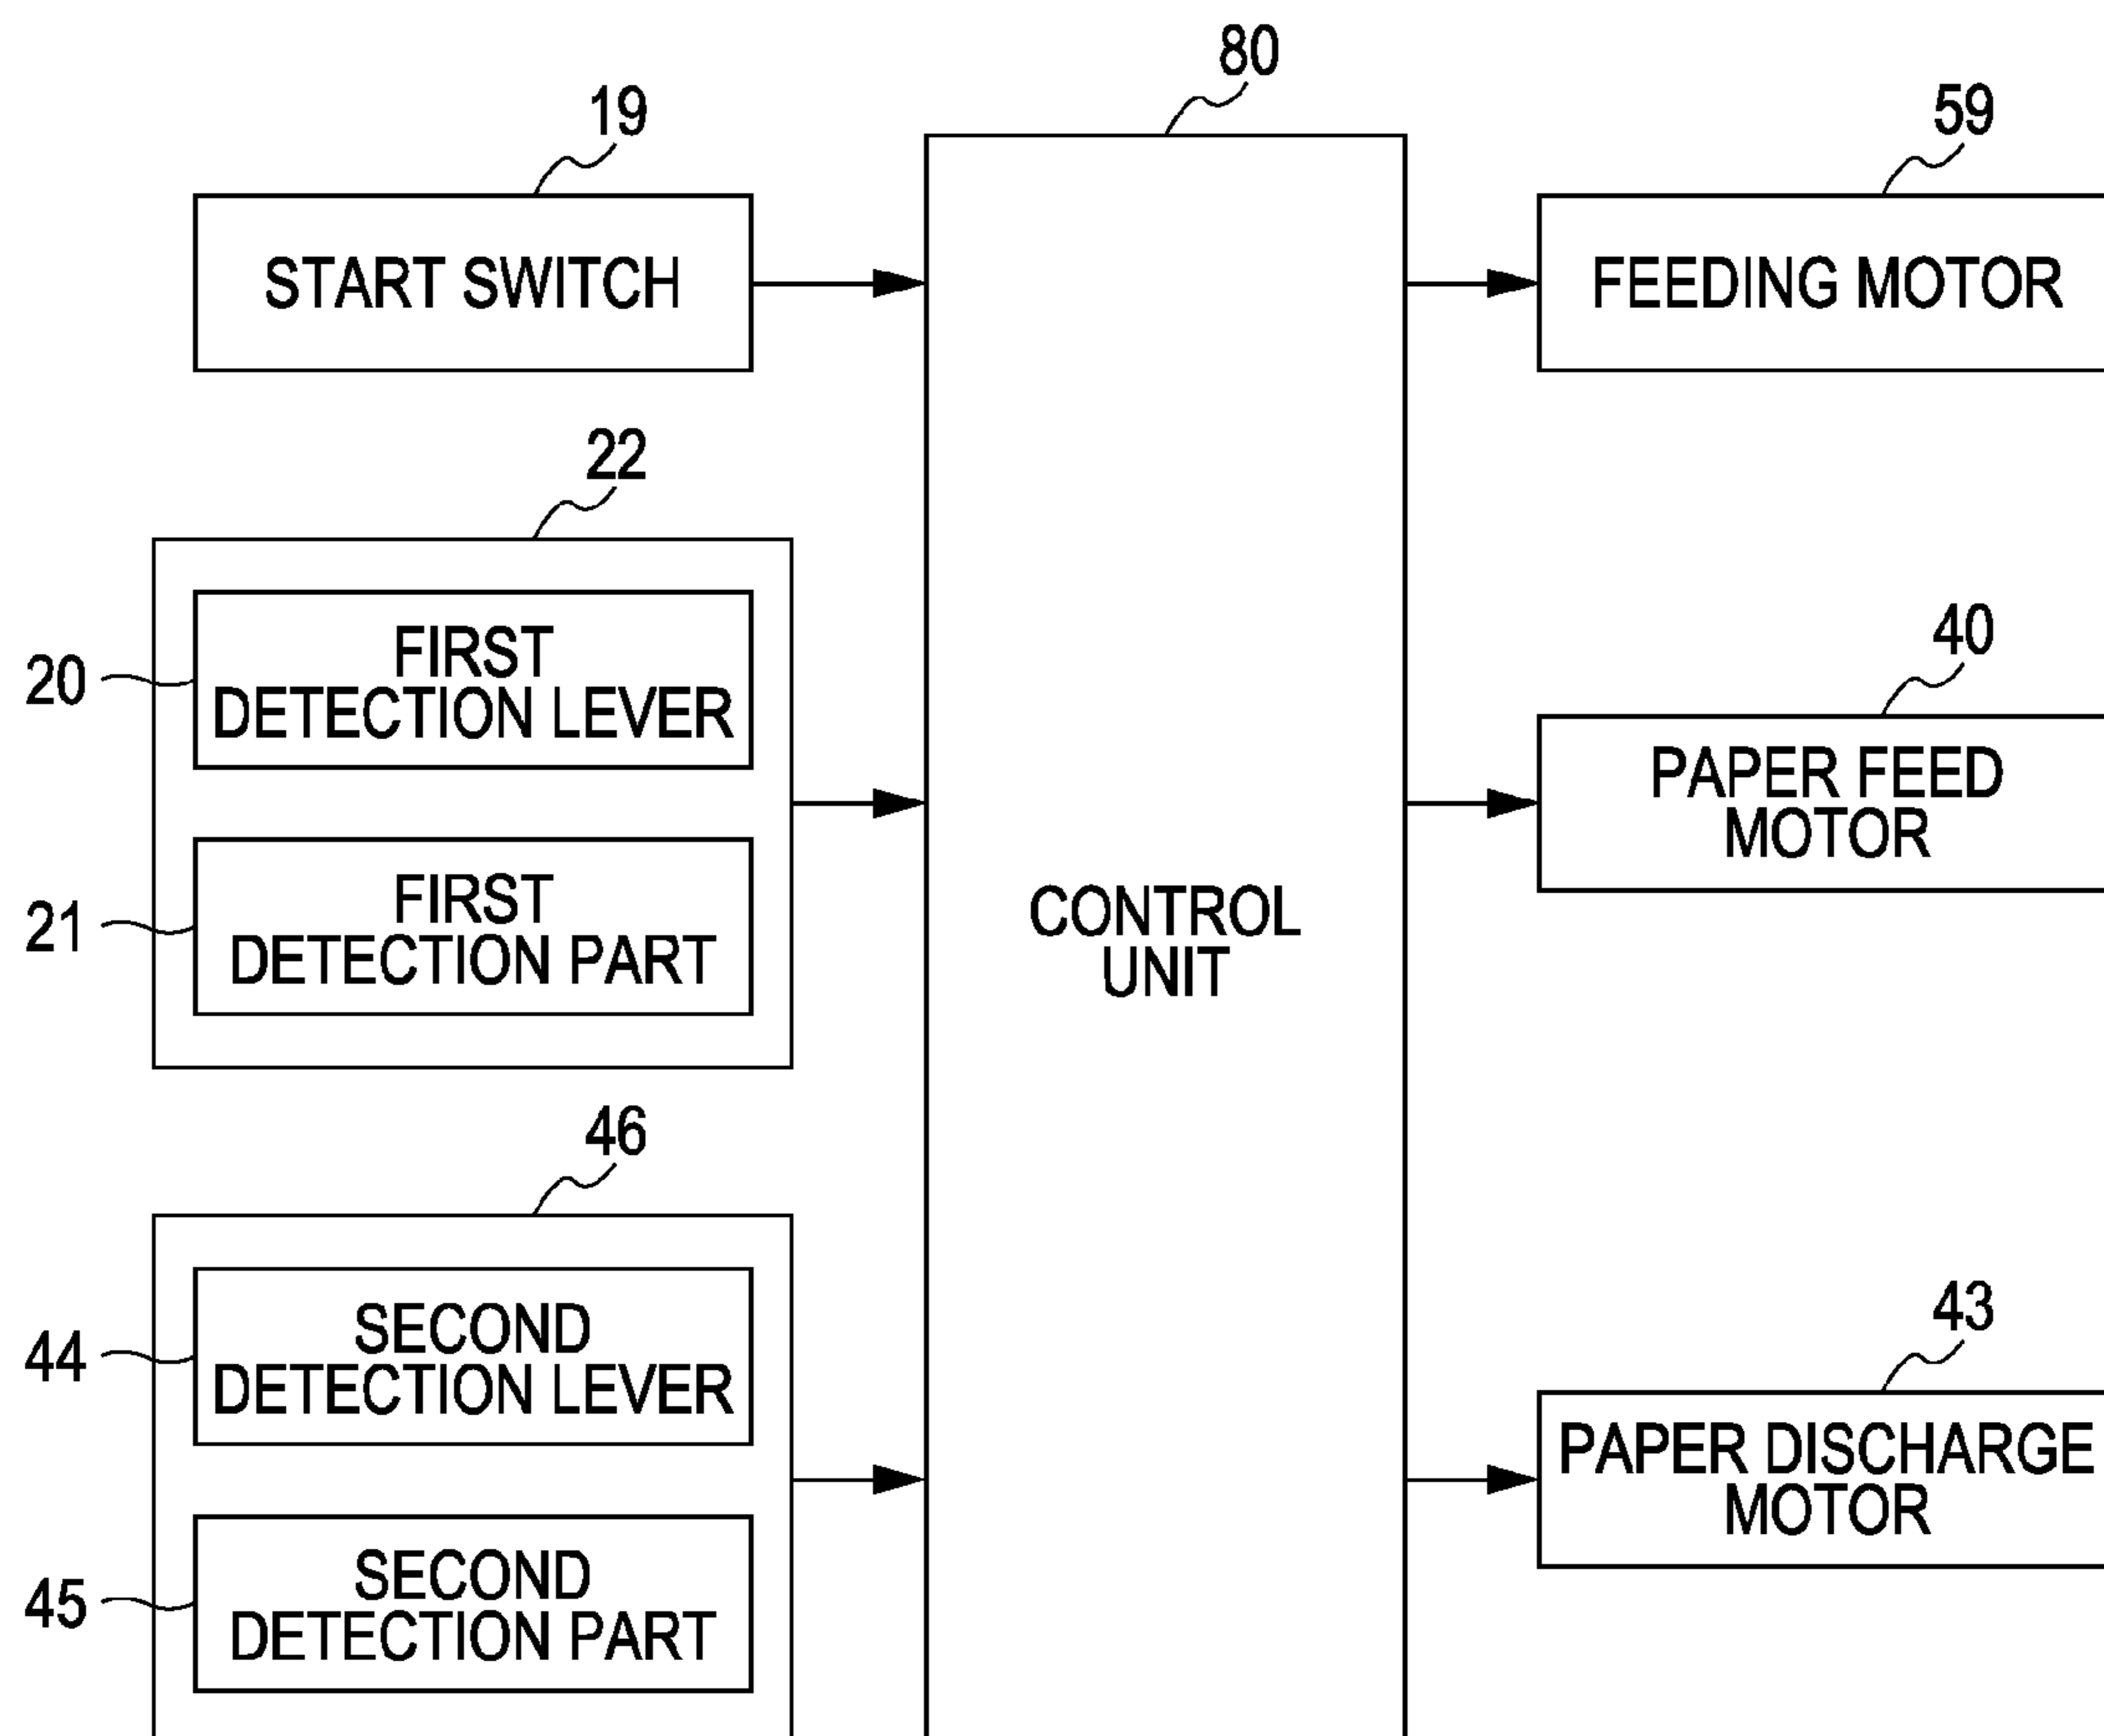 80
19
59
START SWITCH
FEEDING MOTOR
22
20
FIRST
DETECTION LEVER
40
PAPER FEED
MOTOR
21
FIRST
DETECTION PART
CONTROL
UNIT
46
44
SECOND
DETECTION LEVER
43
PAPER DISCHARGE
MOTOR
45
SECOND
DETECTION PART